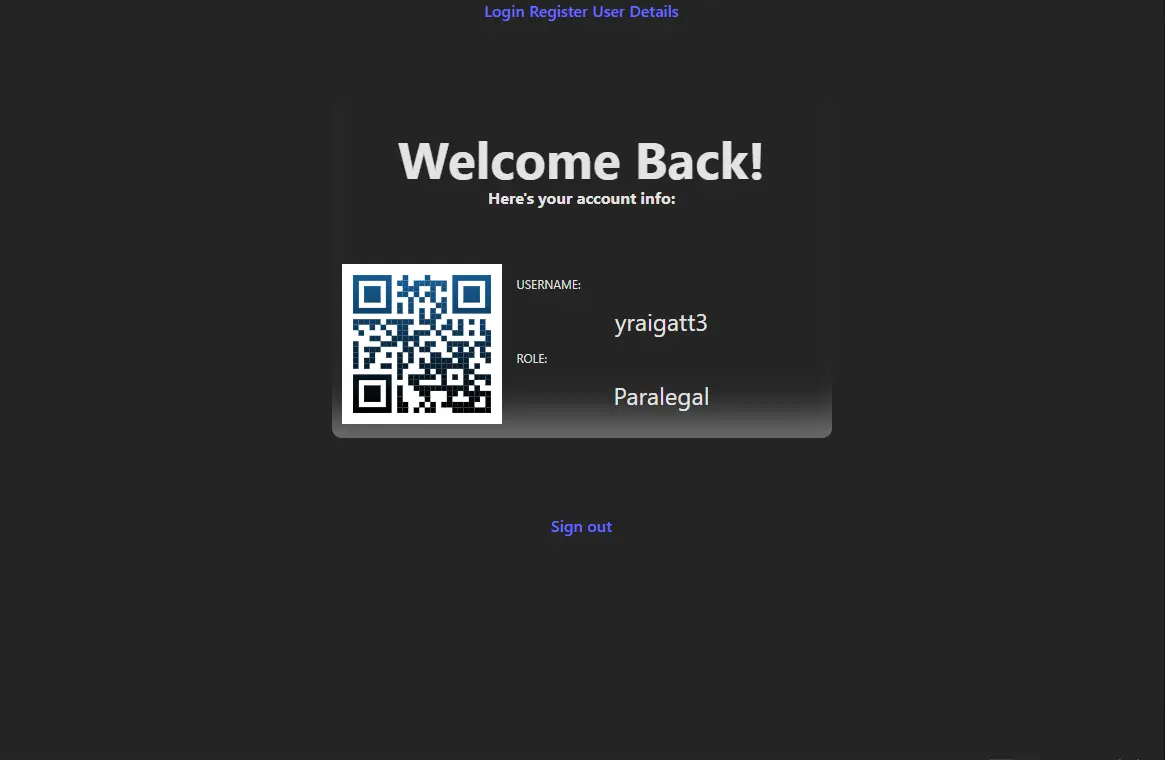 Login Register User Details
Welcome Back!
Here's your account info:
USERNAME:
yraigatt3
ROLE:
Paralegal
Sign out